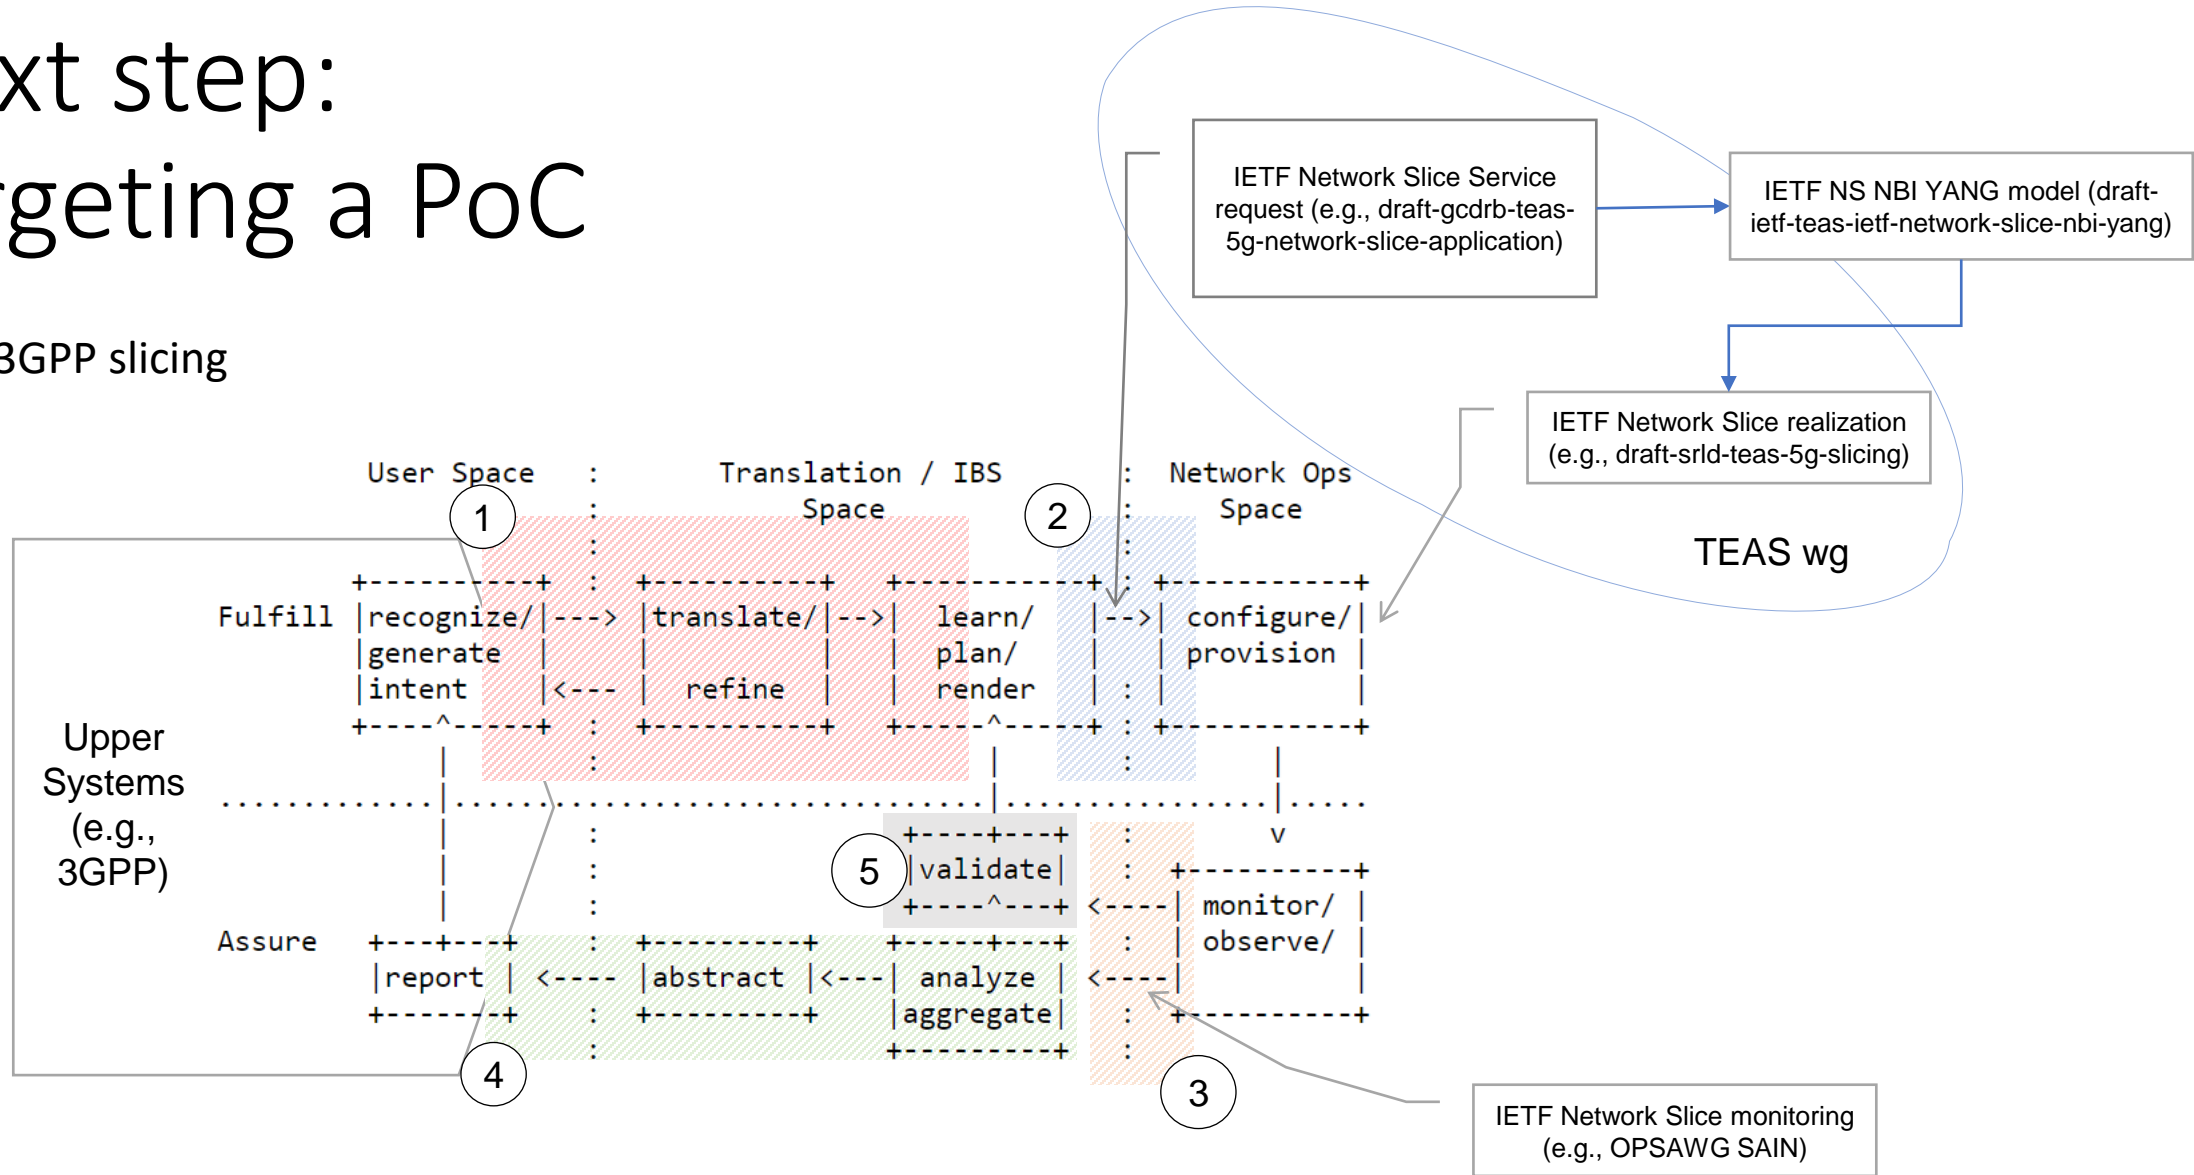 xt step:
rgeting a PoC
3GPP slicing
IETF Network Slice Service
request (e.g., draft-gcdrb-teas-
5g-network-slice-application)
IETF NS NBI YANG model (draft-
ietf-teas-ietf-network-slice-nbi-yang)
IETF Network Slice realization
(e.g., draft-srld-teas-5g-slicing)
TEAS wg
User Space : Translation / IBS : Network Ops
: Space : Space
1
2
Fulfill |recognize/|---> |translate/|-->| learn/ |-->| configure/|
|generate | | | | plan/ | | provision |
|intent |<--- | refine | | render | : | |
Upper
Systems
(e.g.,
3GPP)
5
|validate|
<----| monitor/ |
Assure
| observe/ |
|report | <---- |abstract |<---| analyze | <----| |
|aggregate|
4
3
IETF Network Slice monitoring
(e.g., OPSAWG SAIN)